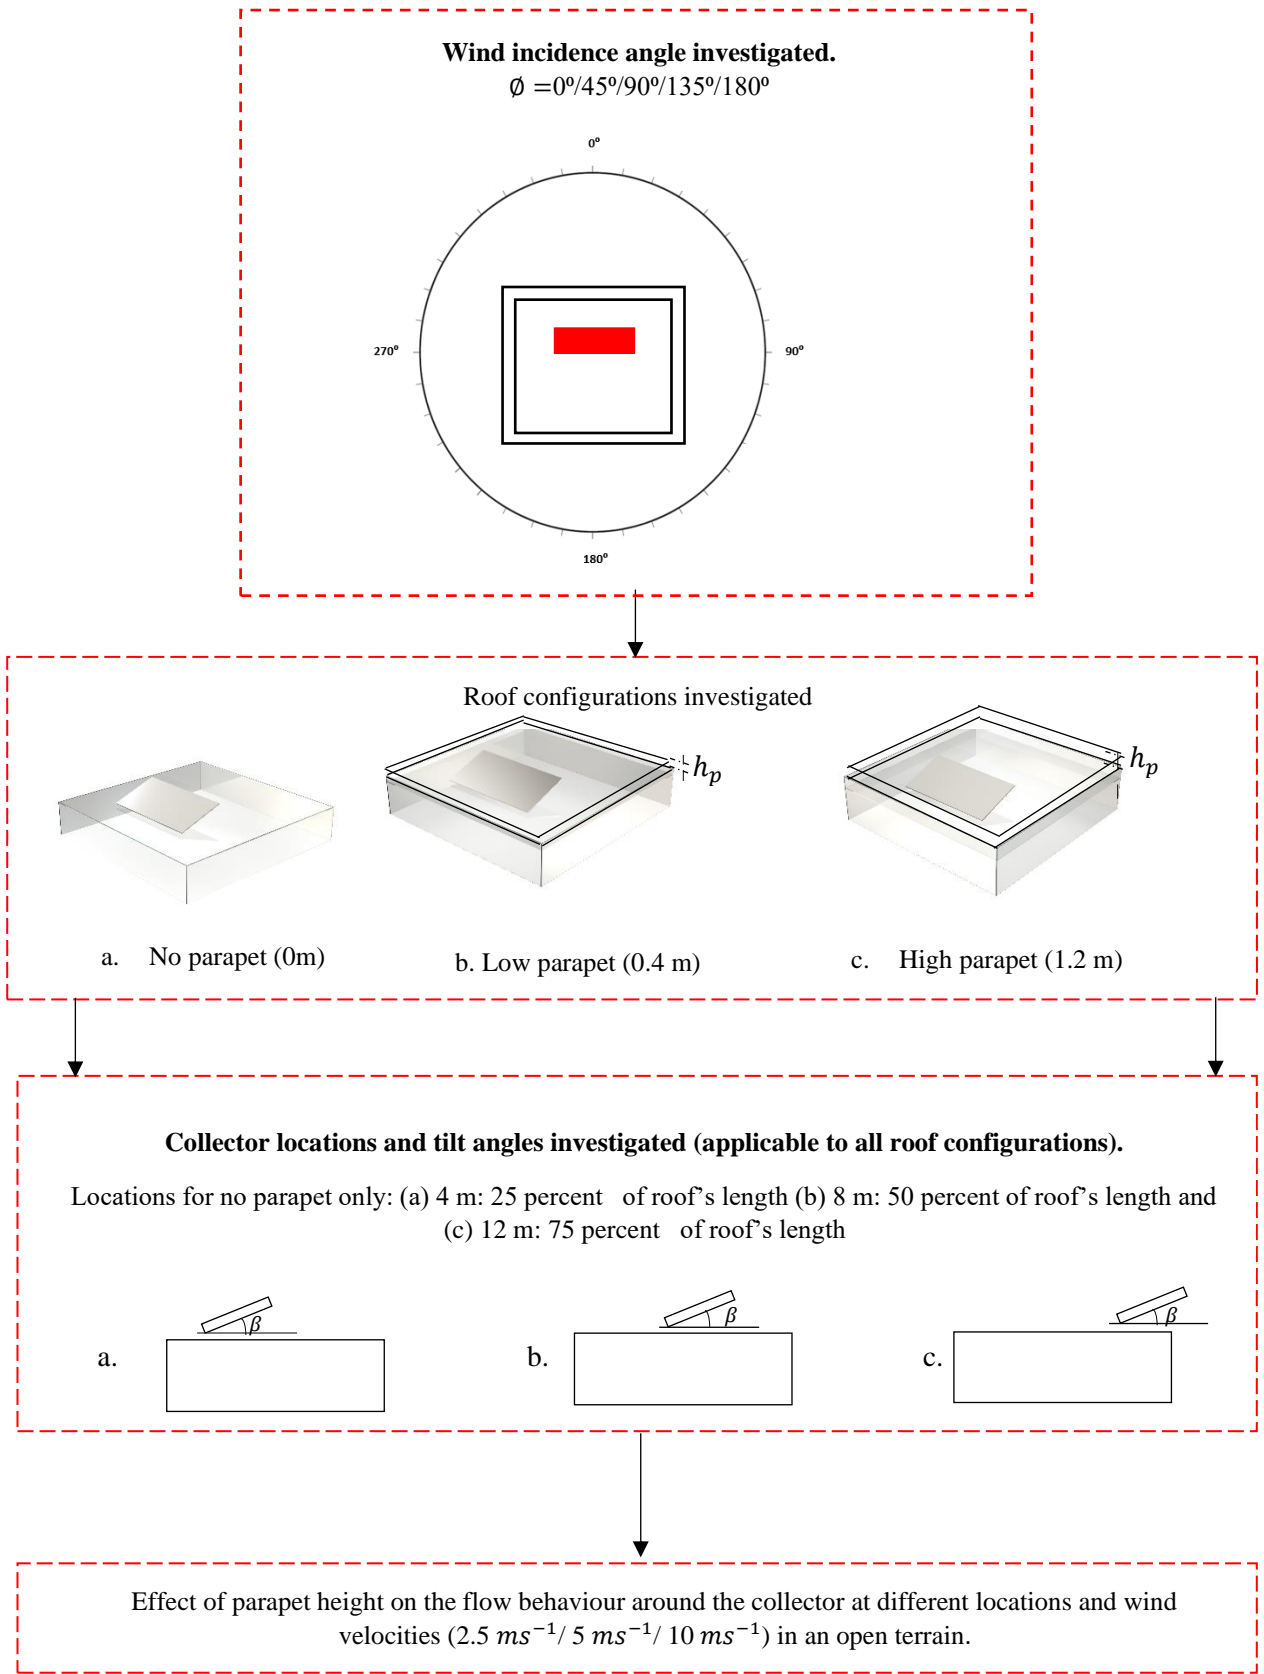 Wind incidence angle investigated.
∅ =0º/45º/90º/135º/180º
0º
270º
90º
180º
Roof configurations investigated
hₚ
hₚ
a. No parapet (0m)
b. Low parapet (0.4 m)
c. High parapet (1.2 m)
Collector locations and tilt angles investigated (applicable to all roof configurations).
Locations for no parapet only: (a) 4 m: 25 percent of roof’s length (b) 8 m: 50 percent of roof’s length and
(c) 12 m: 75 percent of roof’s length
β
β
β
a.
b.
c.
Effect of parapet height on the flow behaviour around the collector at different locations and wind
velocities (2.5 ms⁻¹/ 5 ms⁻¹/ 10 ms⁻¹) in an open terrain.